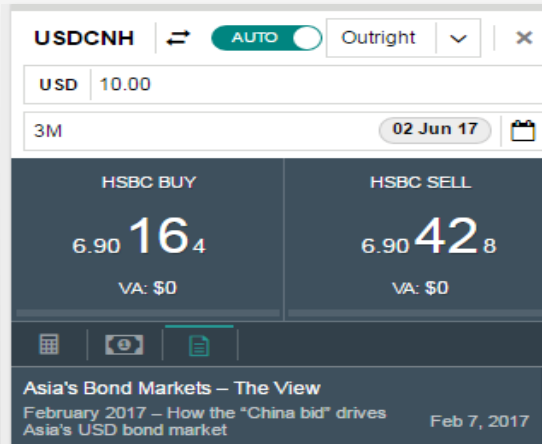 USDCNH AUTO Outright
USD 10.00
3M 02 Jun 17
HSBC BUY HSBC SELL
6.90 16 4 6.90 42 8
VA: $0 VA: $0
Asia's Bond Markets – The View
February 2017 – How the “China bid” drives
Asia's USD bond market Feb 7, 2017